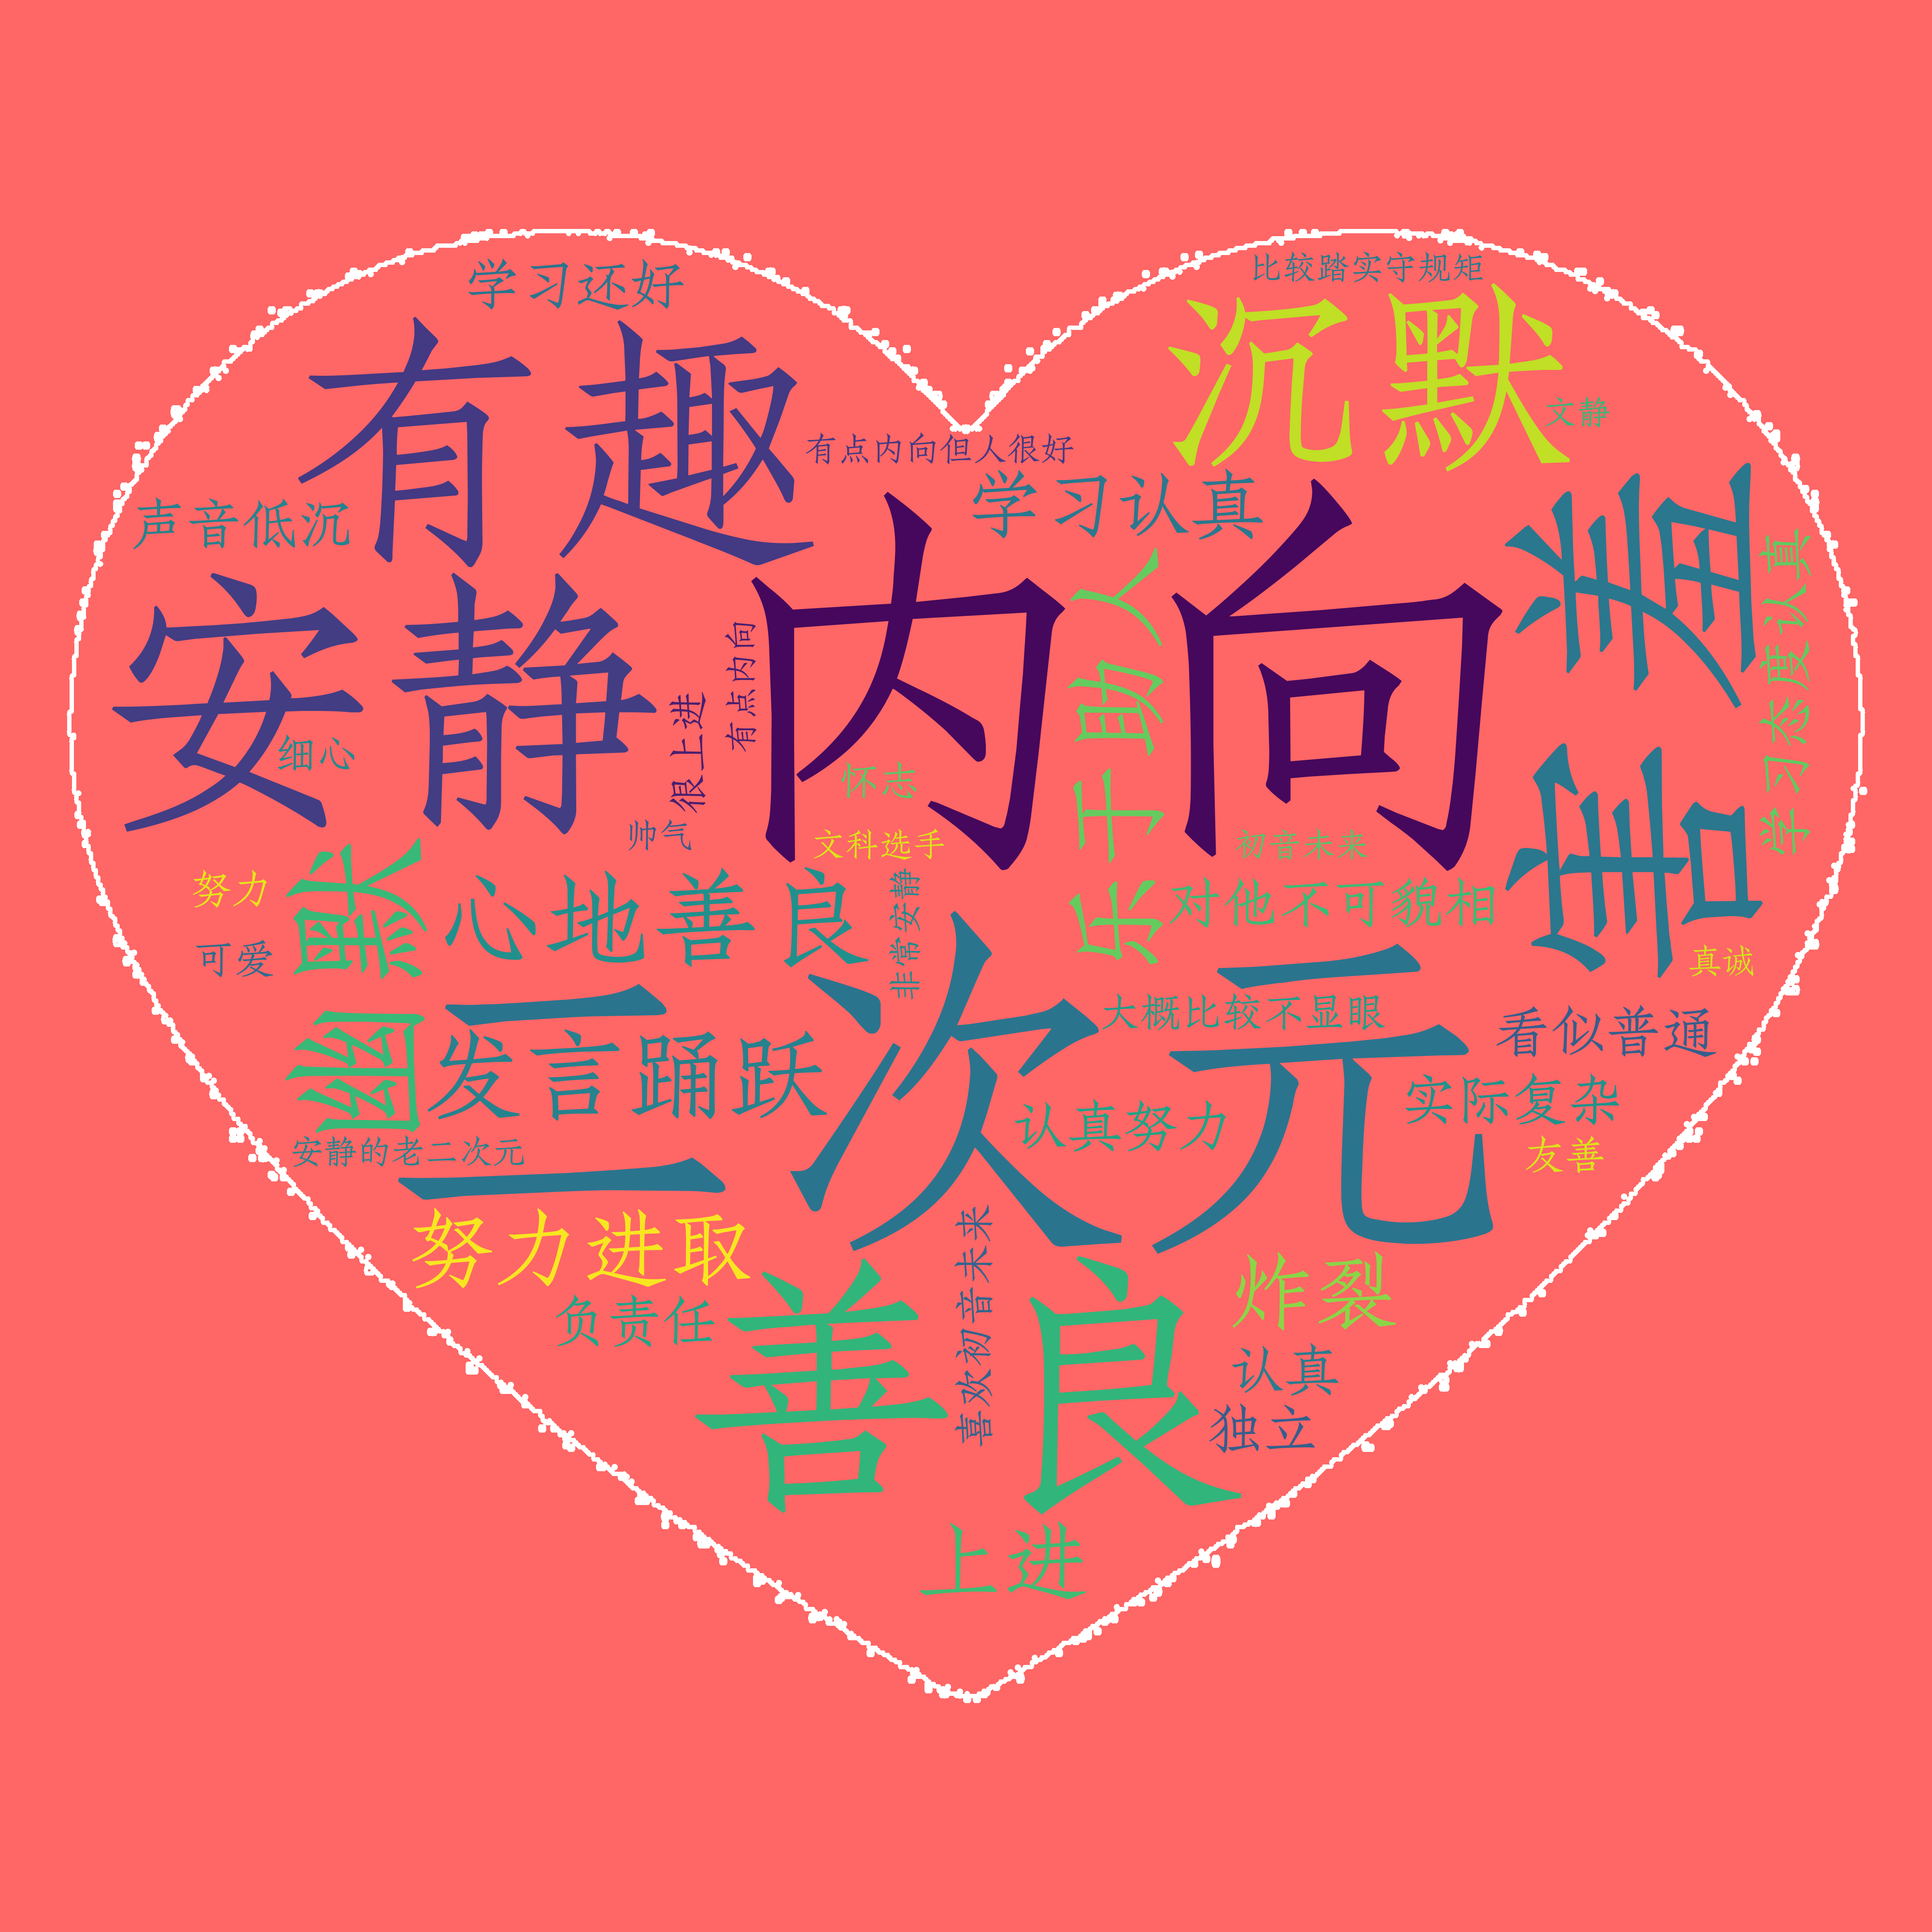 学习还好
比较踏实守规矩
有趣
沉默
文静
有点内向但人很好
学习认真
声音低沉
内向
害羞
学习态度认真
乐于助人
安静
细心
有点内向
很上进
怀志
帅气
文科选手
初音未来
努力
幽默
心地善良
非常安静
对他不可貌相
可爱
真诚
二次元
大概比较不显眼
看似普通
发言踊跃
认真努力
实际复杂
安静的老二次元
友善
努力进取
喜欢初音未来
炸裂
负责任
善良
认真
独立
上进